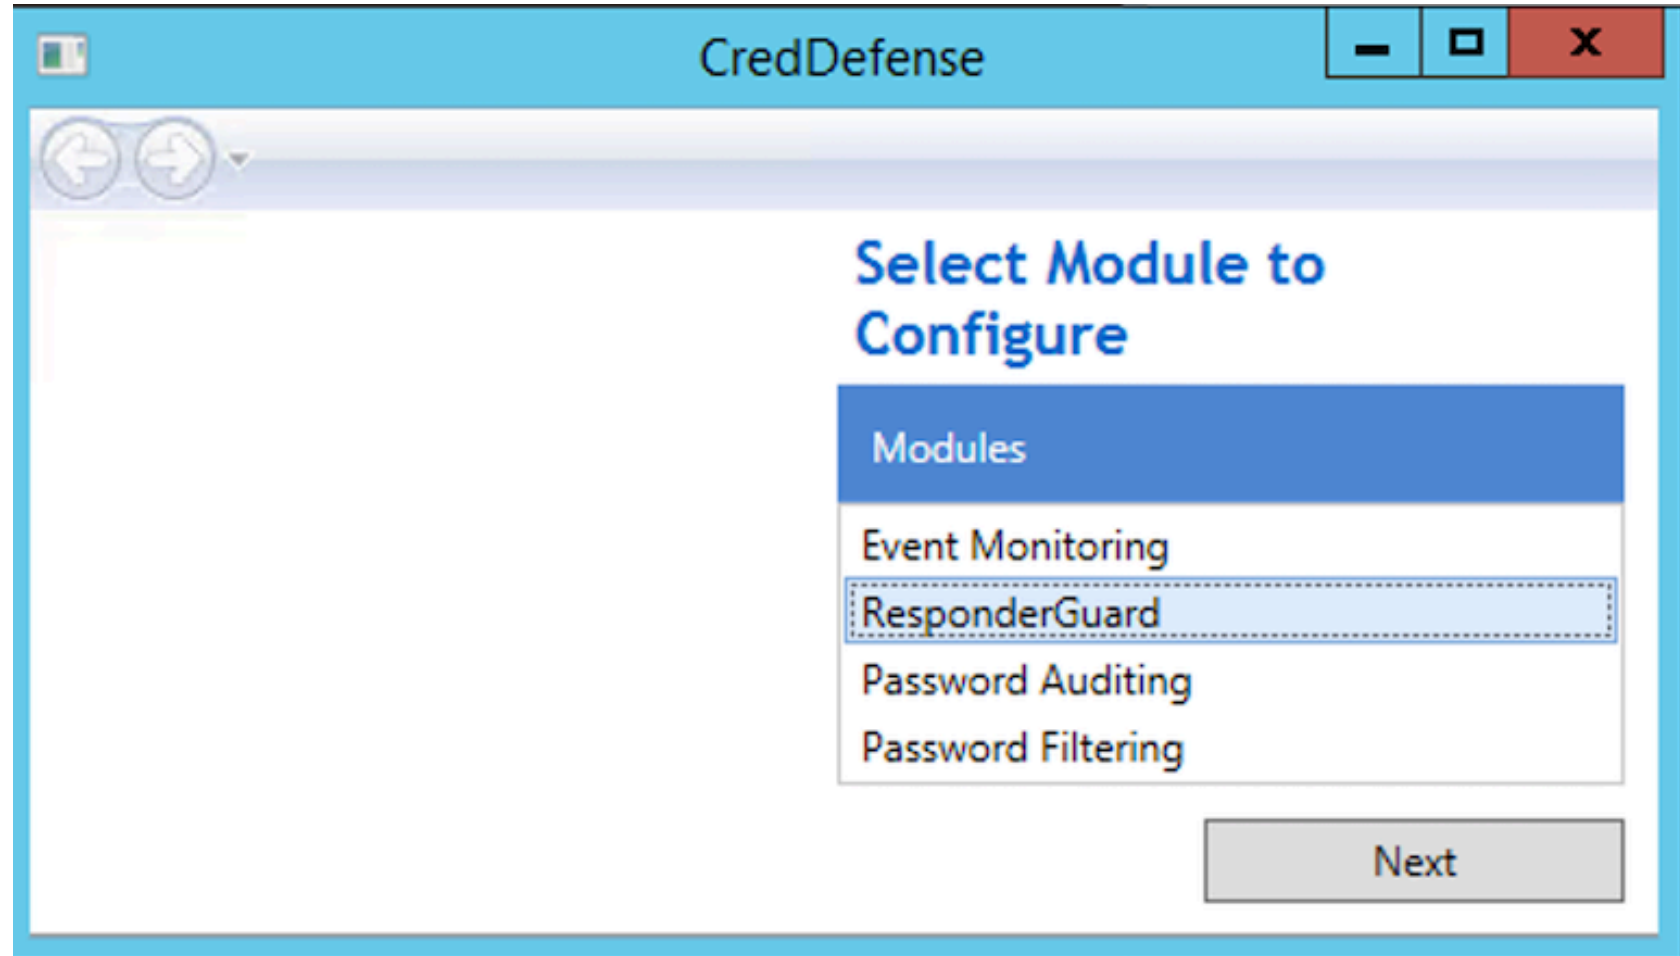 CredDefense
Select Module to
Configure
Modules
Event Monitoring
ResponderGuard
Password Auditing
Password Filtering
Next